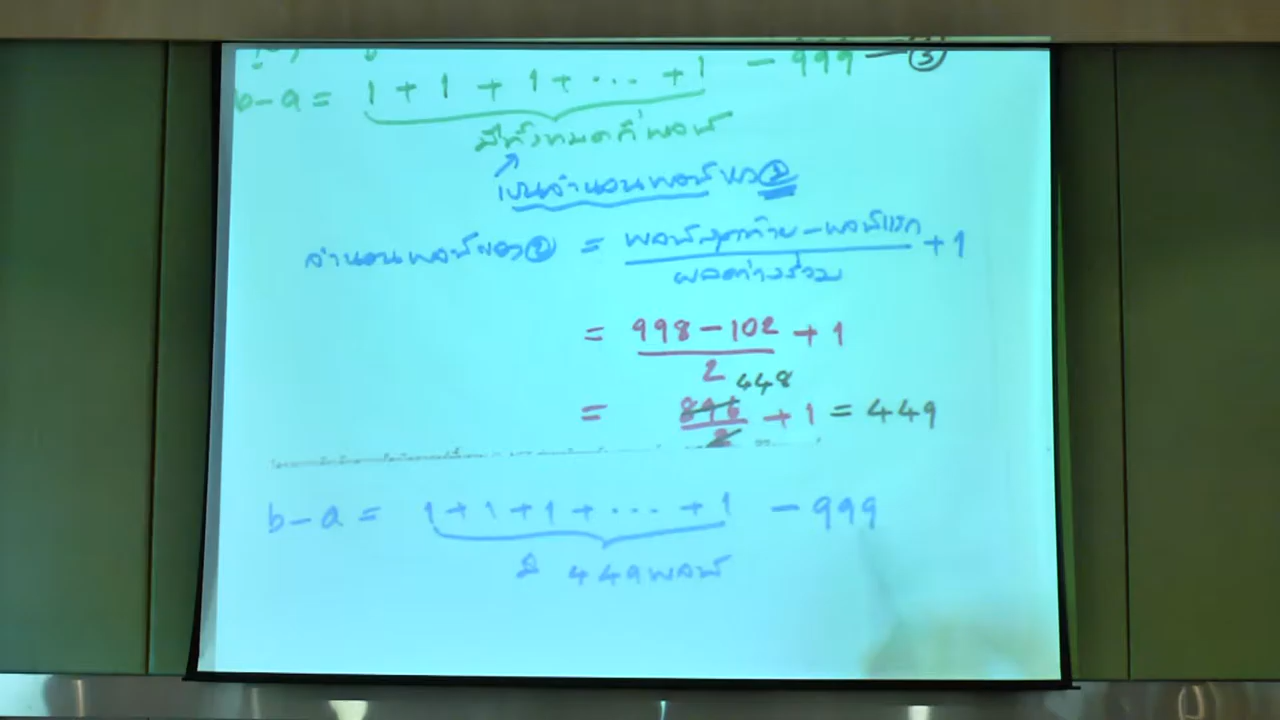 b-a = 1 + 1 + 1 + ... + 1 - 999 — ③
มีทั้งหมดกี่พจน์
เป็นจำนวนพจน์ของ ②
จำนวนพจน์ของ ② = พจน์สุดท้าย - พจน์แรก + 1
ผลต่างร่วม
= 998 - 102 + 1
2 448
= 896 + 1 = 449
2
b-a = 1 + 1 + 1 + ... + 1 - 999
มี 449 พจน์